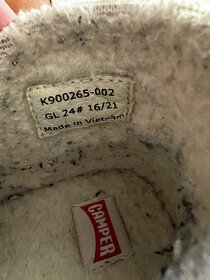 K900265-002
GL 24# 16/21
Made in Vietnam
CAMPER